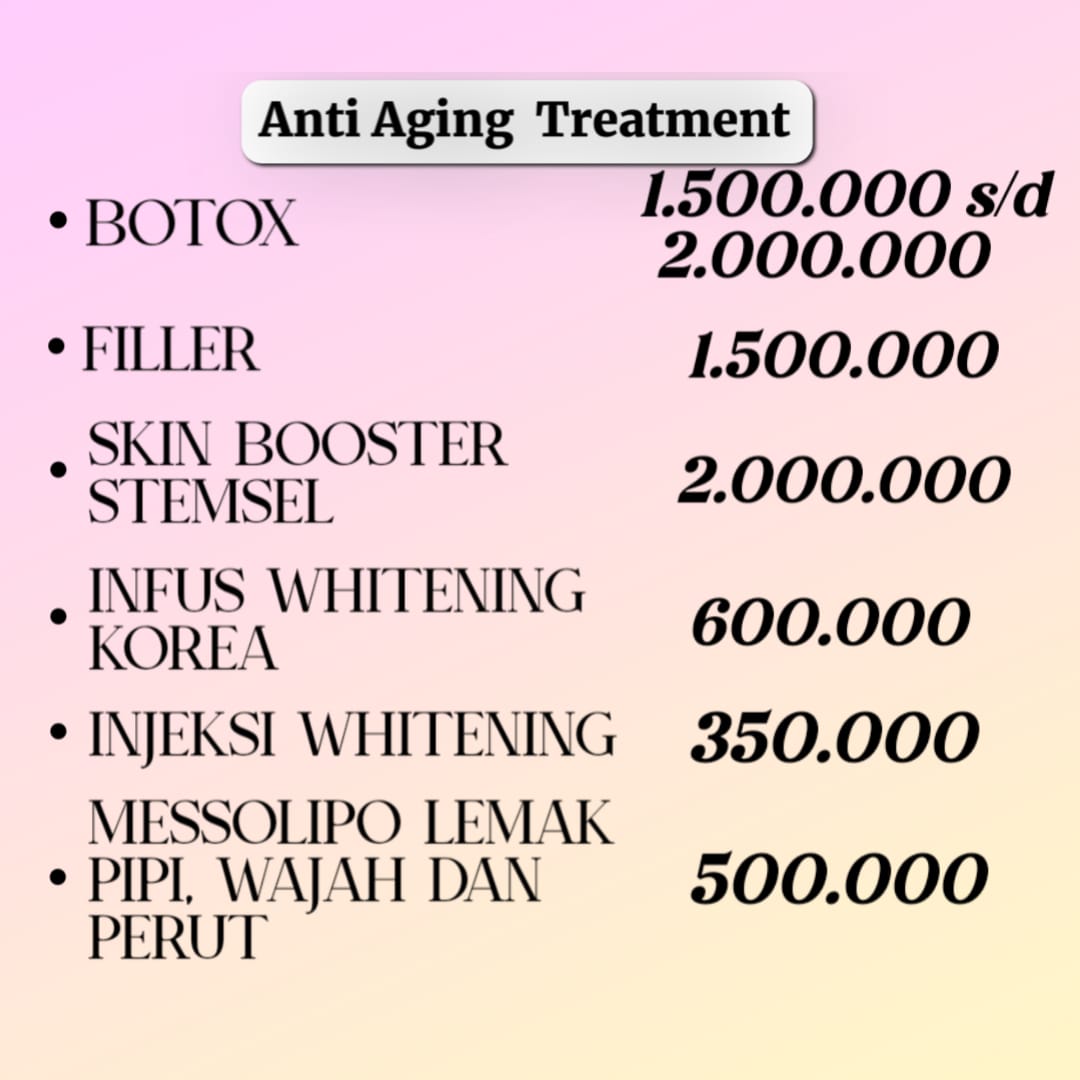 Anti Aging Treatment
• BOTOX 1.500.000 s/d
2.000.000
• FILLER 1.500.000
• SKIN BOOSTER
STEMSEL 2.000.000
• INFUS WHITENING
KOREA 600.000
• INJEKSI WHITENING 350.000
• MESSOLIPO LEMAK
PIPI, WAJAH DAN 500.000
PERUT